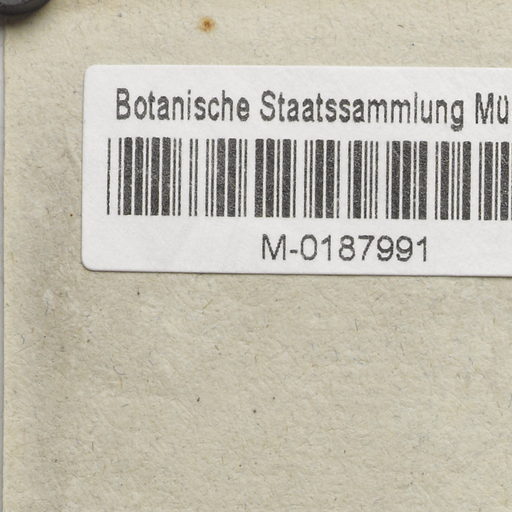 Botanische Staatssammlung Mü
M-0187991